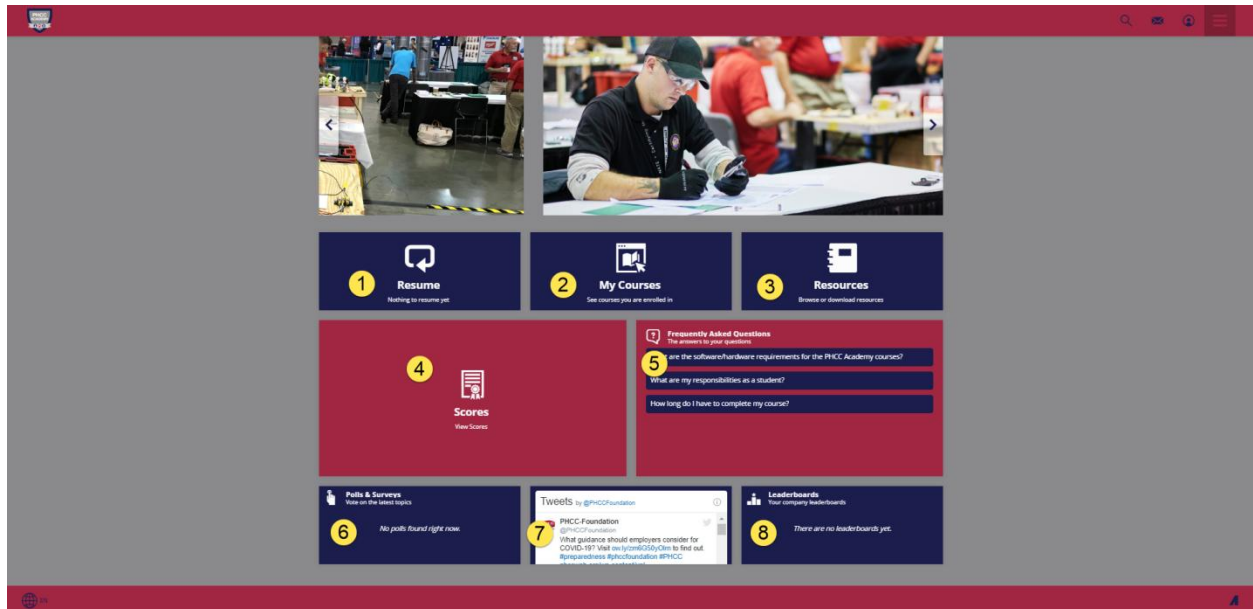 PHCC
ACADEMY
1
Resume
Nothing to resume yet
2
My Courses
See courses you are enrolled in
3
Resources
Browse or download resources
4
Scores
View Scores
Frequently Asked Questions
The answers to your questions
5
are the software/hardware requirements for the PHCC Academy courses?
What are my responsibilities as a student?
How long do I have to complete my course?
Polls & Surveys
Vote on the latest topics
6
No polls found right now.
Tweets by @PHCCFoundation
7
PHCC-Foundation
@PHCCFoundation
What guidance should employers consider for
COVID-19? Visit ow.ly/zm6G50yOlim to find out.
#preparedness #phccfoundation #PHCC
Leaderboards
Your company leaderboards
8
There are no leaderboards yet.